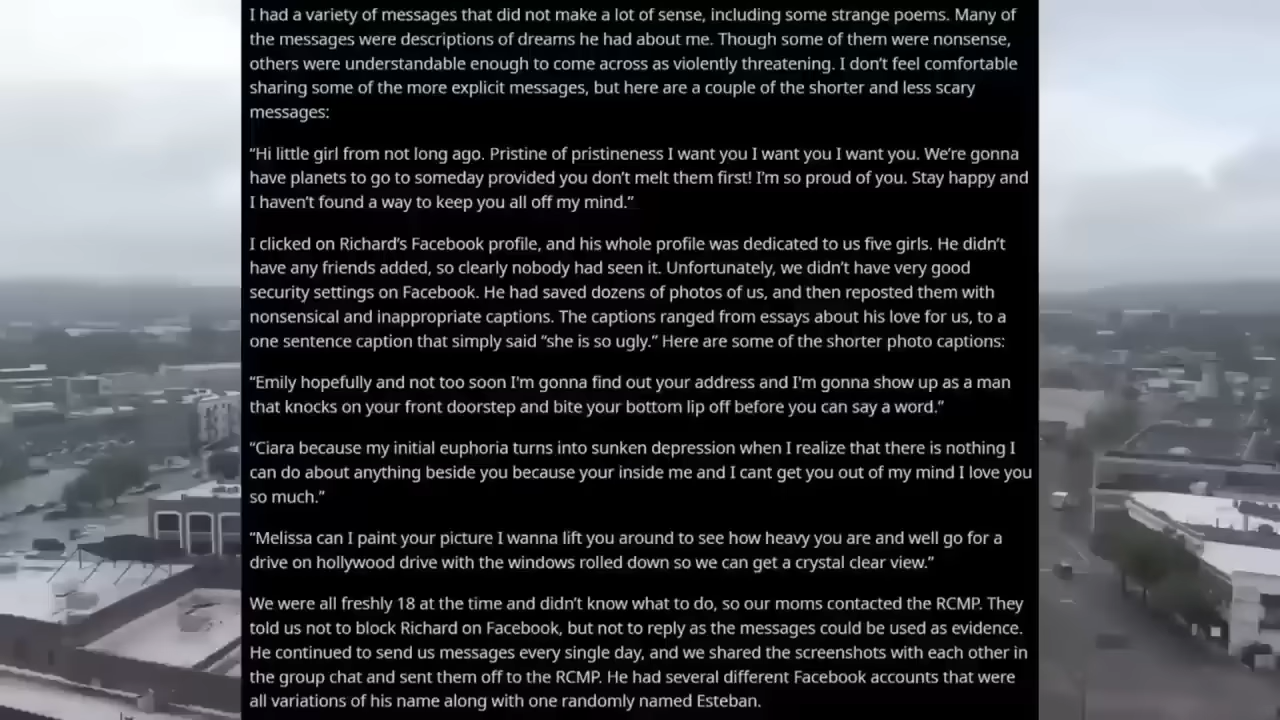 I had a variety of messages that did not make a lot of sense, including some strange poems. Many of
the messages were descriptions of dreams he had about me. Though some of them were nonsense,
others were understandable enough to come across as violently threatening. I don’t feel comfortable
sharing some of the more explicit messages, but here are a couple of the shorter and less scary
messages:
“Hi little girl from not long ago. Pristine of pristineness I want you I want you I want you. We’re gonna
have planets to go to someday provided you don’t melt them first! I’m so proud of you. Stay happy and
I haven’t found a way to keep you all off my mind.”
I clicked on Richard’s Facebook profile, and his whole profile was dedicated to us five girls. He didn’t
have any friends added, so clearly nobody had seen it. Unfortunately, we didn’t have very good
security settings on Facebook. He had saved dozens of photos of us, and then reposted them with
nonsensical and inappropriate captions. The captions ranged from essays about his love for us, to a
one sentence caption that simply said “she is so ugly.” Here are some of the shorter photo captions:
“Emily hopefully and not too soon I'm gonna find out your address and I'm gonna show up as a man
that knocks on your front doorstep and bite your bottom lip off before you can say a word.”
“Ciara because my initial euphoria turns into sunken depression when I realize that there is nothing I
can do about anything beside you because your inside me and I cant get you out of my mind I love you
so much.”
“Melissa can I paint your picture I wanna lift you around to see how heavy you are and well go for a
drive on hollywood drive with the windows rolled down so we can get a crystal clear view.”
We were all freshly 18 at the time and didn’t know what to do, so our moms contacted the RCMP. They
told us not to block Richard on Facebook, but not to reply as the messages could be used as evidence.
He continued to send us messages every single day, and we shared the screenshots with each other in
the group chat and sent them off to the RCMP. He had several different Facebook accounts that were
all variations of his name along with one randomly named Esteban.